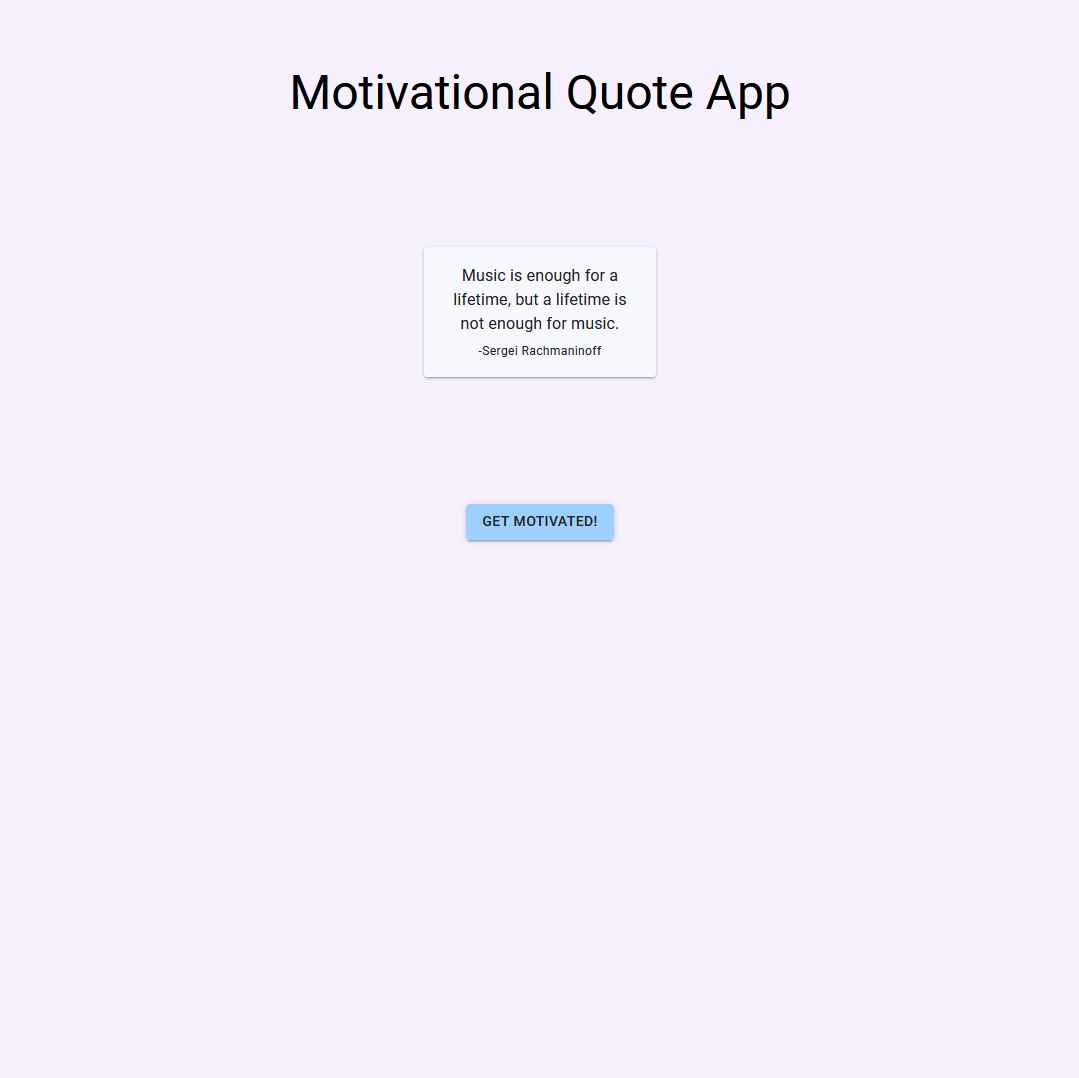 Motivational Quote App
Music is enough for a
lifetime, but a lifetime is
not enough for music.
-Sergei Rachmaninoff
GET MOTIVATED!